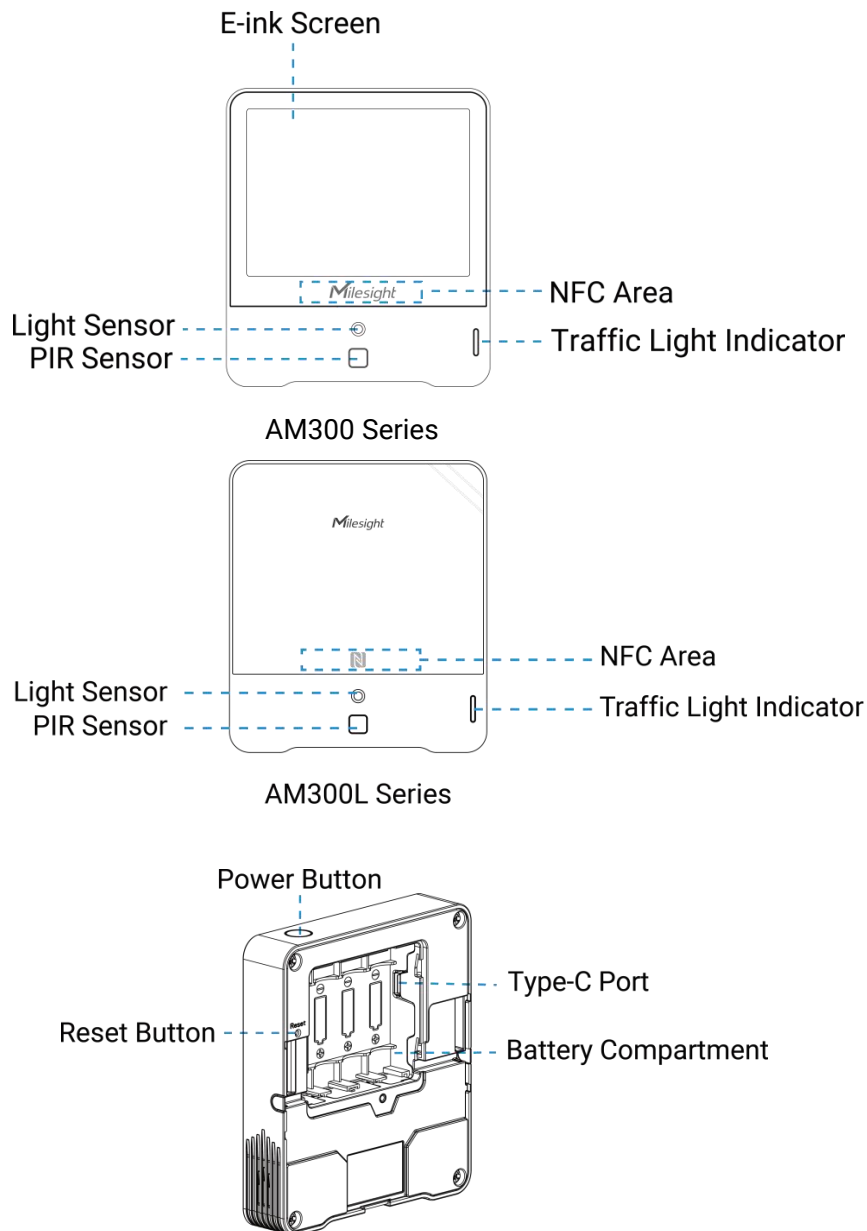 E-ink Screen
Milesight
NFC Area
Light Sensor
PIR Sensor
Traffic Light Indicator
AM300 Series
Milesight
NFC Area
Light Sensor
PIR Sensor
Traffic Light Indicator
AM300L Series
Power Button
Type-C Port
Reset
Reset Button
Battery Compartment